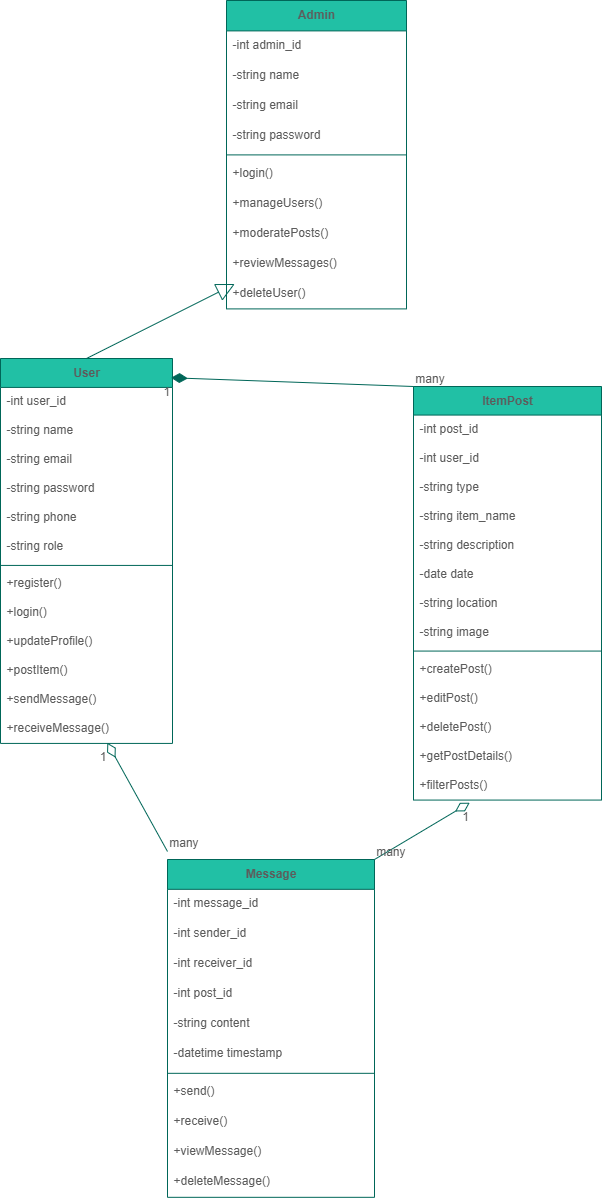 Admin
-int admin_id
-string name
-string email
-string password
+login()
+manageUsers()
+moderatePosts()
+reviewMessages()
+deleteUser()
User
1
-int user_id
-string name
-string email
-string password
-string phone
-string role
+register()
+login()
+updateProfile()
+postItem()
+sendMessage()
+receiveMessage()
1
many
many
ItemPost
-int post_id
-int user_id
-string type
-string item_name
-string description
-date date
-string location
-string image
+createPost()
+editPost()
+deletePost()
+getPostDetails()
+filterPosts()
1
many
Message
-int message_id
-int sender_id
-int receiver_id
-int post_id
-string content
-datetime timestamp
+send()
+receive()
+viewMessage()
+deleteMessage()